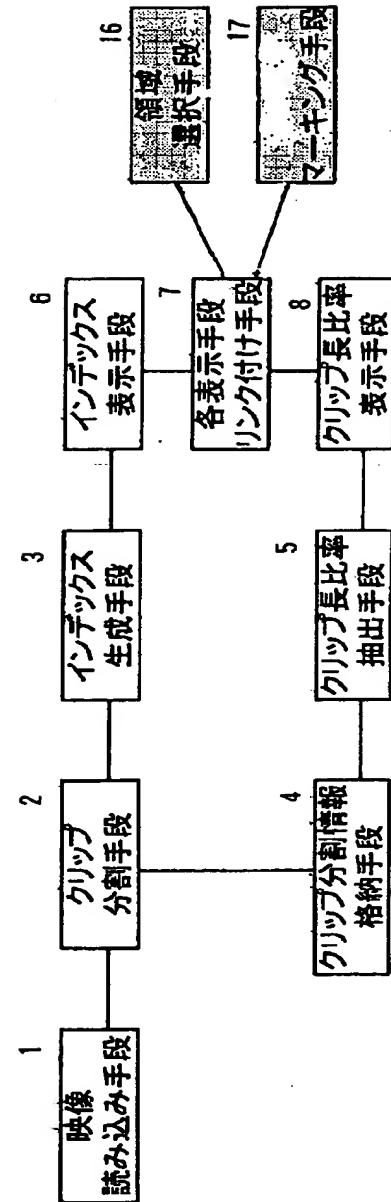 1
映像
読み込み手段
2
クリップ
分割手段
3
インデックス
生成手段
6
インデックス
表示手段
7
各表示手段
リンク付け手段
16
領域
選択手段
17
マーキング手段
4
クリップ分割情報
格納手段
5
クリップ長比率
抽出手段
8
クリップ長比率
表示手段